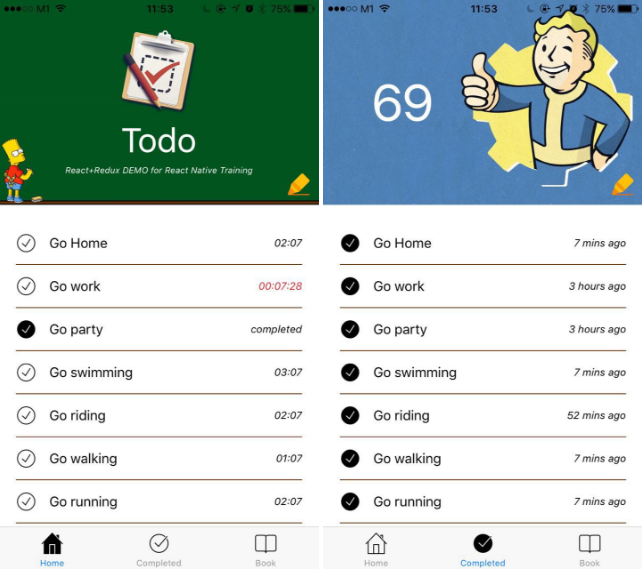 M1 11:53 75%
Todo
React+Redux DEMO for React Native Training
Go Home 02:07
Go work 00:07:28
Go party completed
Go swimming 03:07
Go riding 02:07
Go walking 01:07
Go running 02:07
Home Completed Book
M1 11:53 75%
69
Go Home 7 mins ago
Go work 3 hours ago
Go party 3 hours ago
Go swimming 7 mins ago
Go riding 52 mins ago
Go walking 7 mins ago
Go running 7 mins ago
Home Completed Book